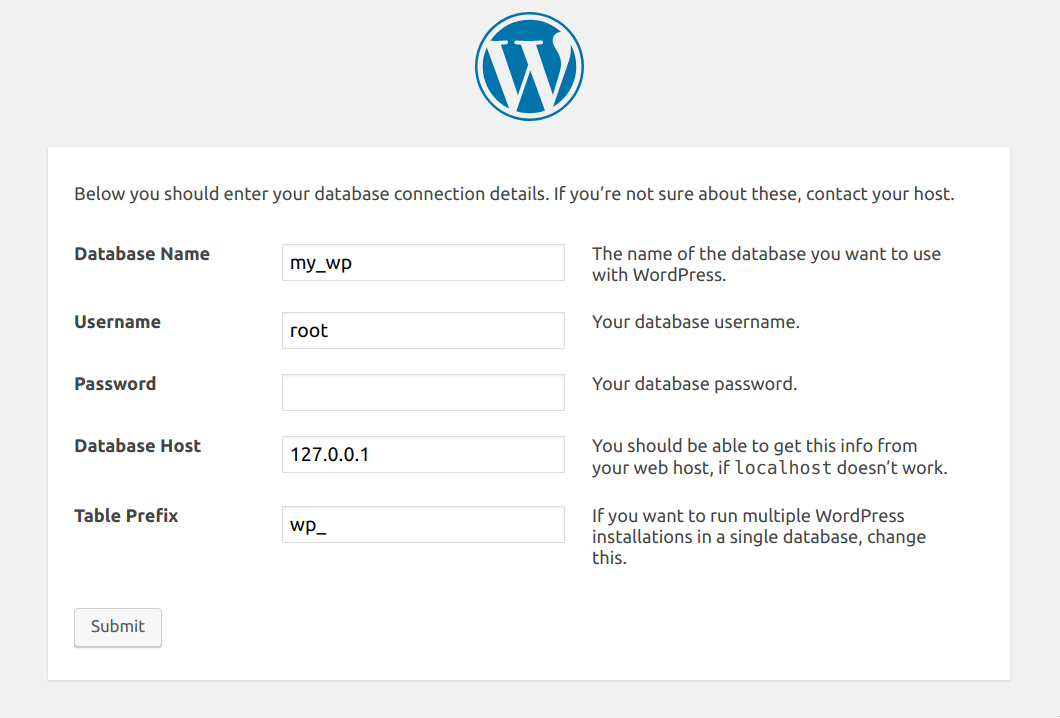 Below you should enter your database connection details. If you’re not sure about these, contact your host.
Database Name
my_wp
The name of the database you want to use
with WordPress.
Username
root
Your database username.
Password
Your database password.
Database Host
127.0.0.1
You should be able to get this info from
your web host, if localhost doesn’t work.
Table Prefix
wp_
If you want to run multiple WordPress
installations in a single database, change
this.
Submit